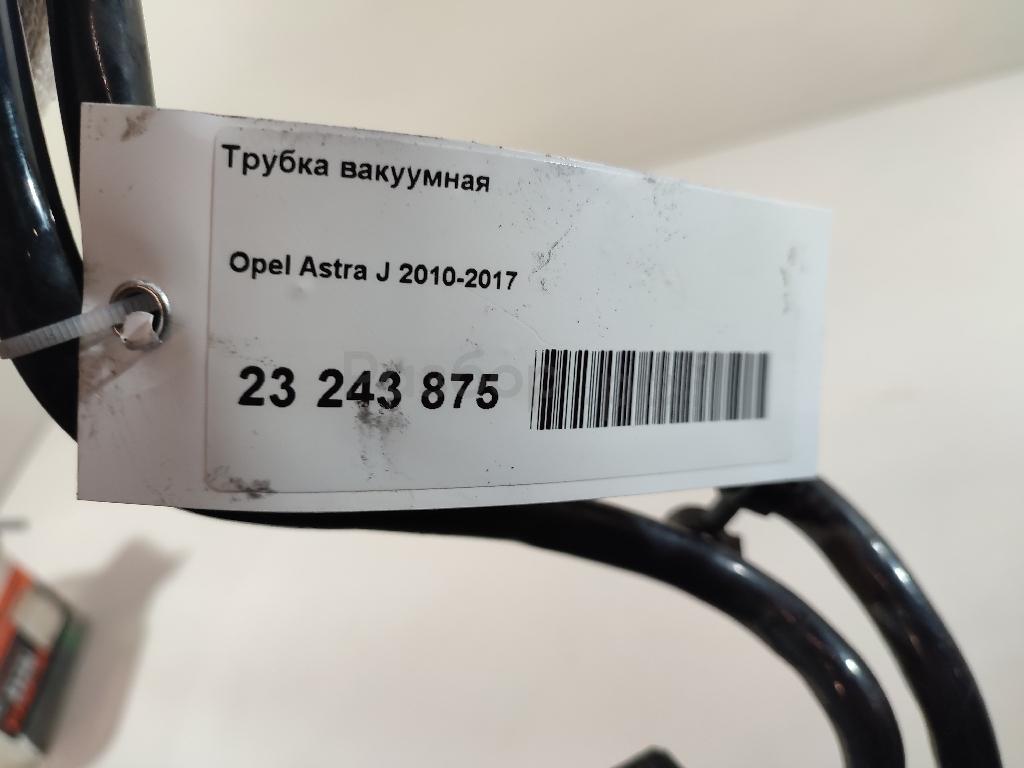 Трубка вакуумная
Opel Astra J 2010-2017
23 243 875